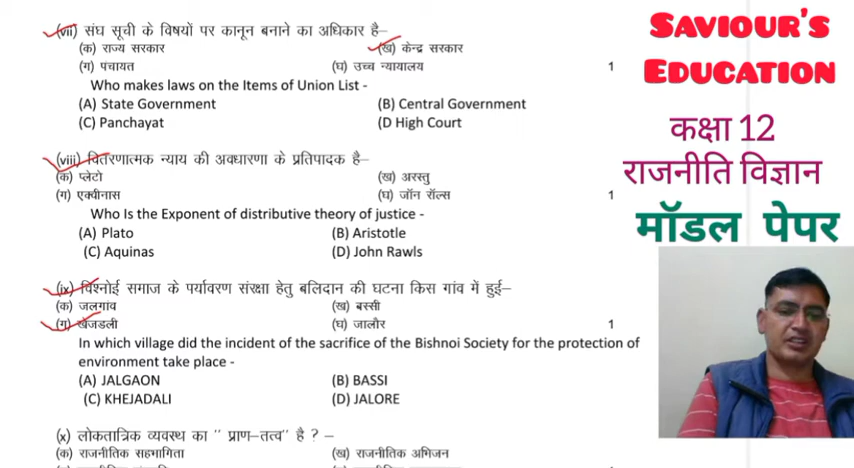 (vii) संघ सूची के विषयों पर कानून बनाने का अधिकार है–
(क) राज्य सरकार (ख) केन्द्र सरकार
(ग) पंचायत (घ) उच्च न्यायालय 1
Who makes laws on the Items of Union List -
(A) State Government (B) Central Government
(C) Panchayat (D High Court
(viii) वितरणात्मक न्याय की अवधारणा के प्रतिपादक है–
(क) प्लेटो (ख) अरस्तु
(ग) एक्वीनास (घ) जॉन रॉल्स 1
Who Is the Exponent of distributive theory of justice -
(A) Plato (B) Aristotle
(C) Aquinas (D) John Rawls
(ix) विश्नोई समाज के पर्यावरण संरक्षा हेतु बलिदान की घटना किस गांव में हुई–
(क) जलगांव (ख) बस्सी
(ग) खेजडली (घ) जालौर 1
In which village did the incident of the sacrifice of the Bishnoi Society for the protection of
environment take place -
(A) JALGAON (B) BASSI
(C) KHEJADALI (D) JALORE
(x) लोकतात्रिक व्यवस्थ का '' प्राण–तत्व'' है ? –
(क) राजनीतिक सहभागिता (ख) राजनीतिक अभिजन
SAVIOUR'S
EDUCATION
कक्षा 12
राजनीति विज्ञान
मॉडल पेपर